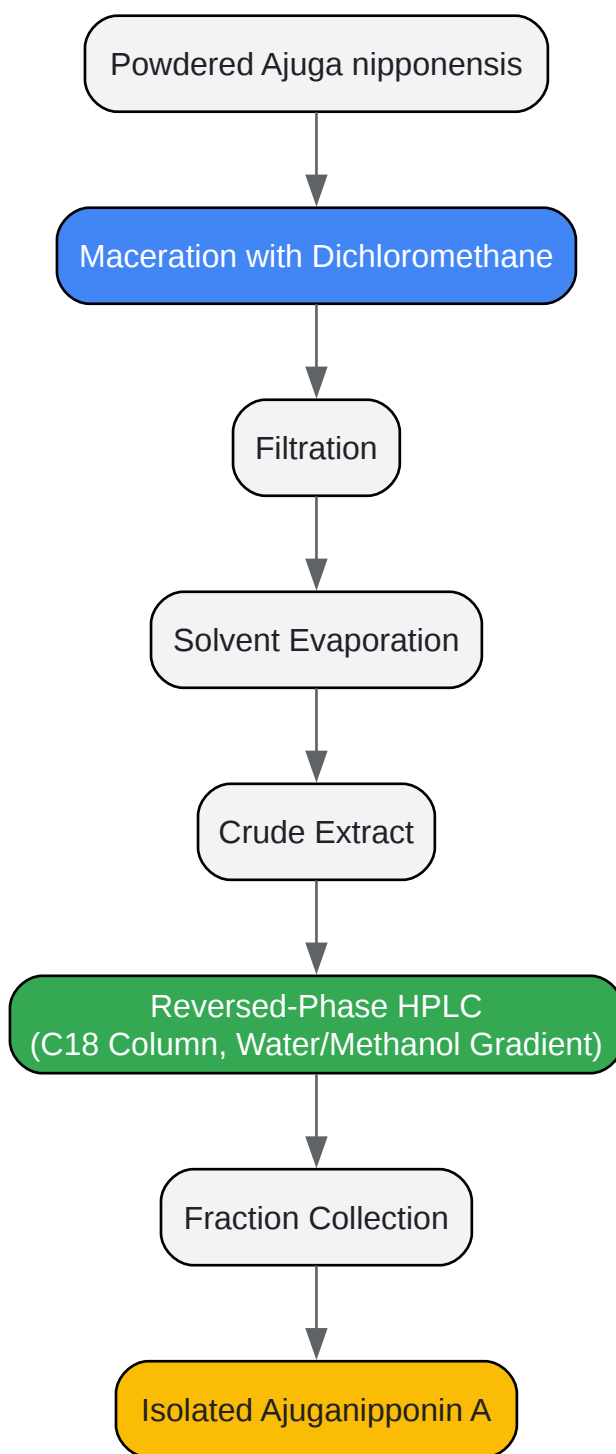 Powdered Ajuga nipponensis
Maceration with Dichloromethane
Filtration
Solvent Evaporation
Crude Extract
Reversed-Phase HPLC
(C18 Column, Water/Methanol Gradient)
Fraction Collection
Isolated Ajuganipponin A